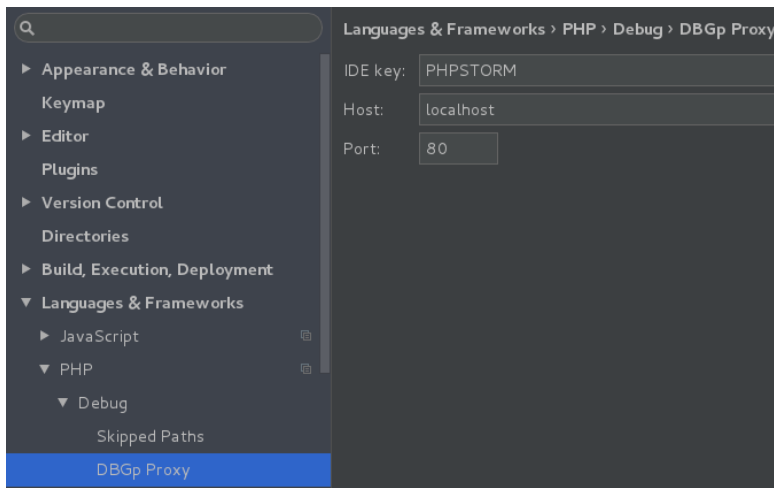 Appearance & Behavior
Keymap
Editor
Plugins
Version Control
Directories
Build, Execution, Deployment
Languages & Frameworks
JavaScript
PHP
Debug
Skipped Paths
DBGp Proxy
Languages & Frameworks › PHP › Debug › DBGp Proxy
IDE key: PHPSTORM
Host: localhost
Port: 80